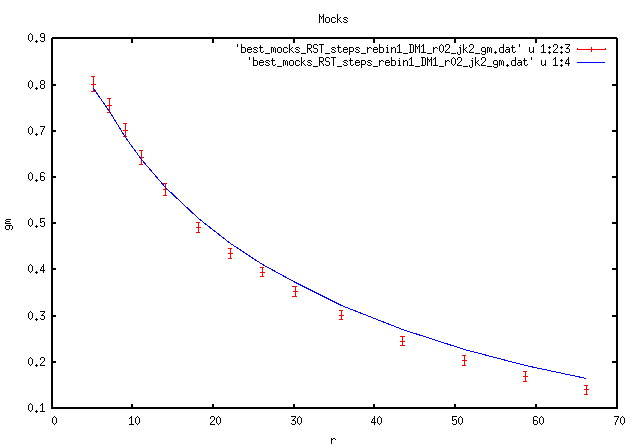 Mocks
'best_mocks_RST_steps_rebin1_DM1_r02_jk2_gm.dat' u 1:2:3
'best_mocks_RST_steps_rebin1_DM1_r02_jk2_gm.dat' u 1:4
0.9
0.8
0.7
0.6
0.5
0.4
0.3
0.2
0.1
gm
0 10 20 30 40 50 60 70
r